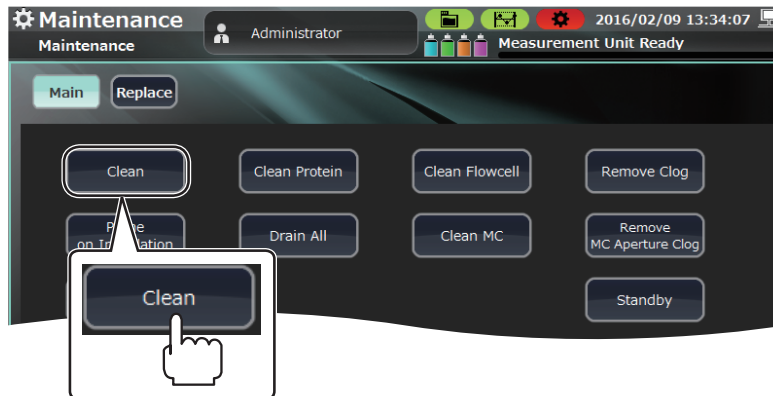 Maintenance
Maintenance
Administrator
2016/02/09 13:34:07
Measurement Unit Ready
Main
Replace
Clean
Clean Protein
Clean Flowcell
Remove Clog
on
Drain All
Clean MC
Remove
MC Aperture Clog
Clean
Standby